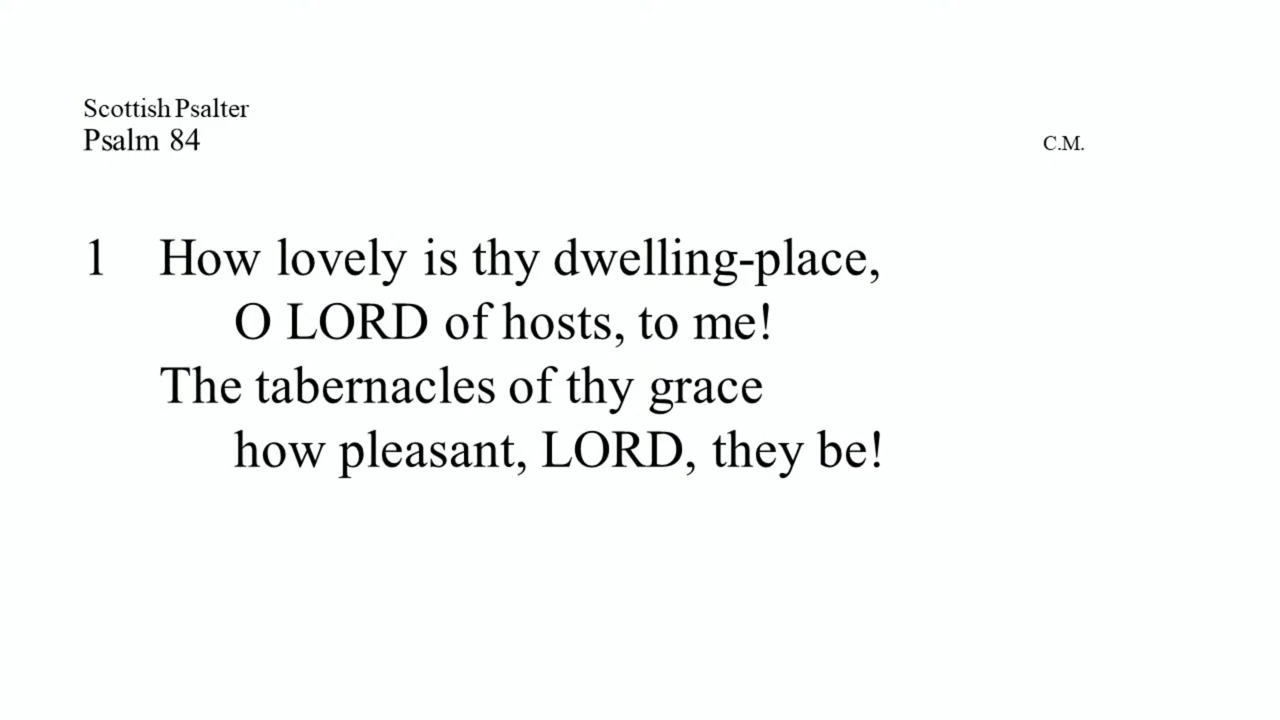 Scottish Psalter
Psalm 84 C.M.
1 How lovely is thy dwelling-place,
O LORD of hosts, to me!
The tabernacles of thy grace
how pleasant, LORD, they be!